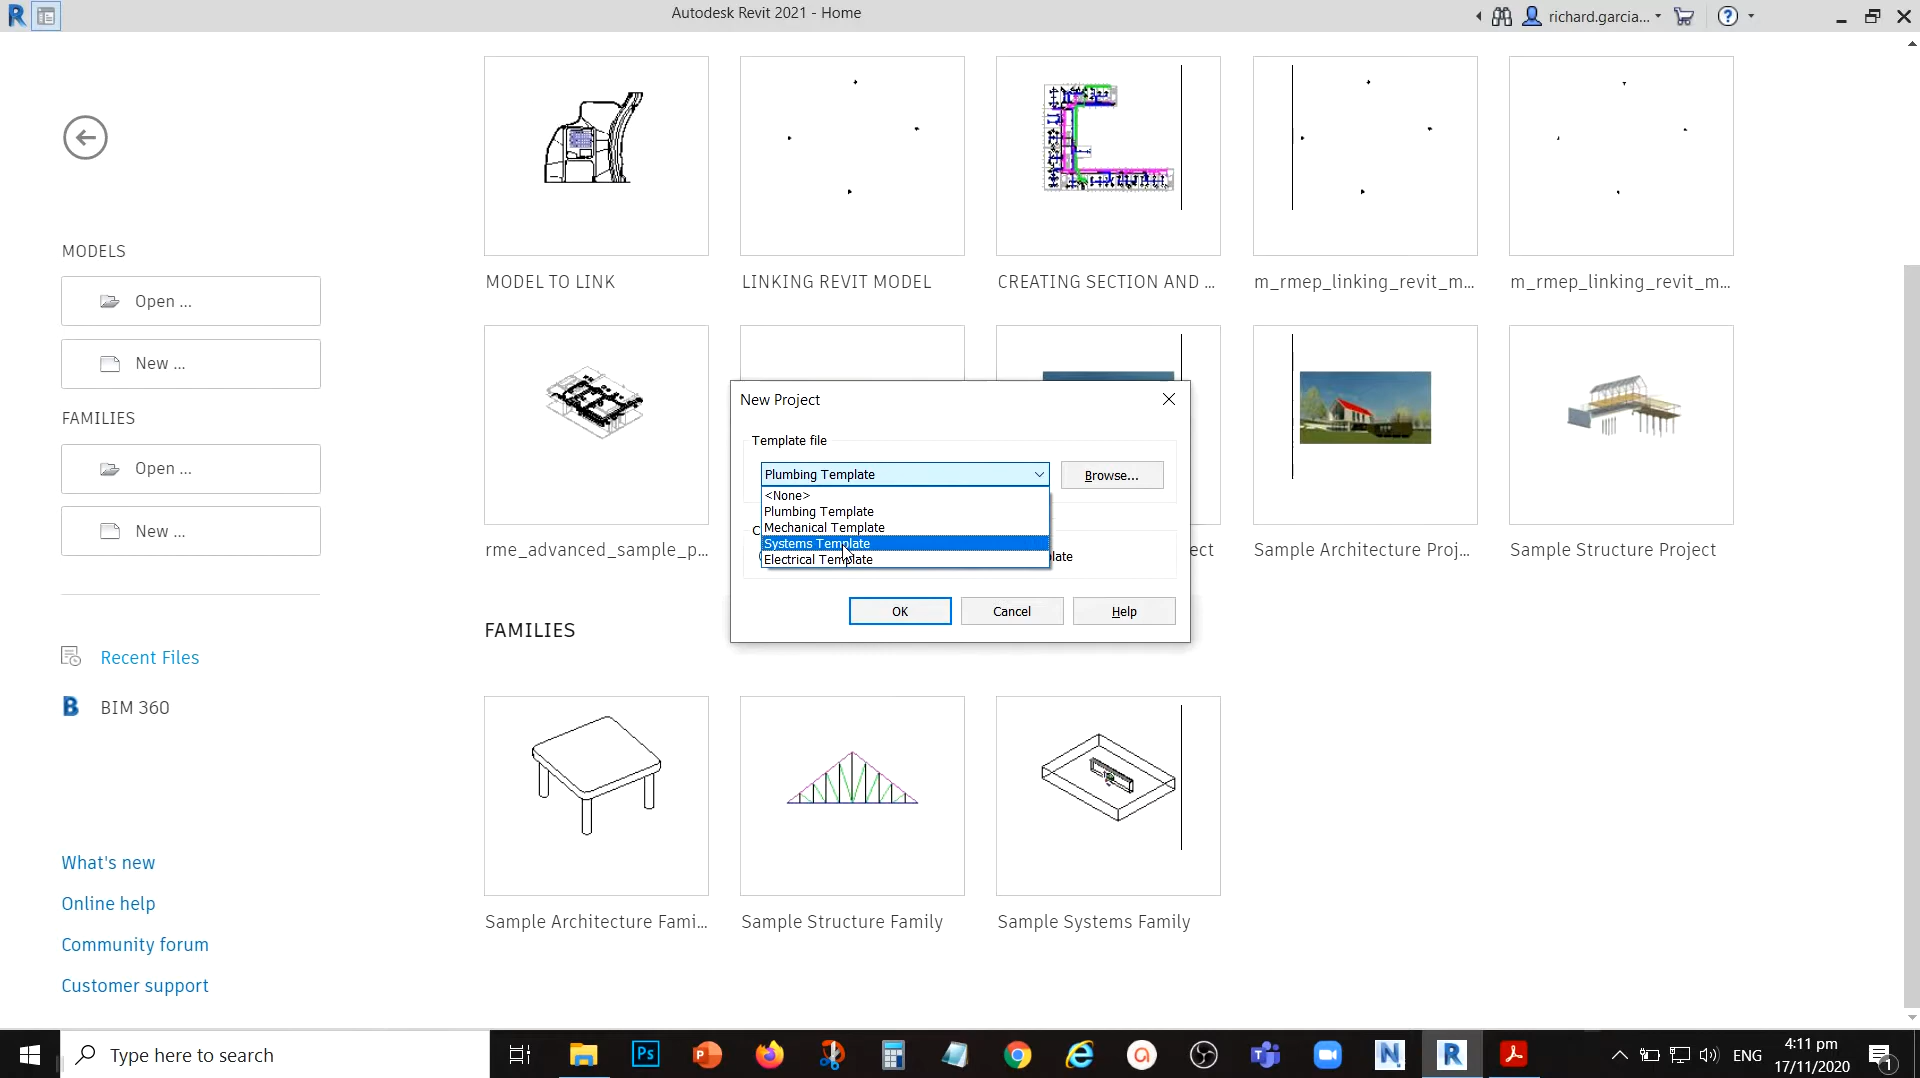 Autodesk Revit 2021 - Home
richard.garcia...
MODEL TO LINK
LINKING REVIT MODEL
CREATING SECTION AND ...
m_rmep_linking_revit_m...
m_rmep_linking_revit_m...
MODELS
Open ...
New ...
FAMILIES
Open ...
New ...
Recent Files
BIM 360
What's new
Online help
Community forum
Customer support
rme_advanced_sample_p...
ect
Sample Architecture Proj...
Sample Structure Project
New Project
Template file
Plumbing Template
Browse...
<None>
Plumbing Template
Mechanical Template
Systems Template
Electrical Template
C
late
OK
Cancel
Help
FAMILIES
Sample Architecture Fami...
Sample Structure Family
Sample Systems Family
Type here to search
ENG
4:11 pm
17/11/2020
1